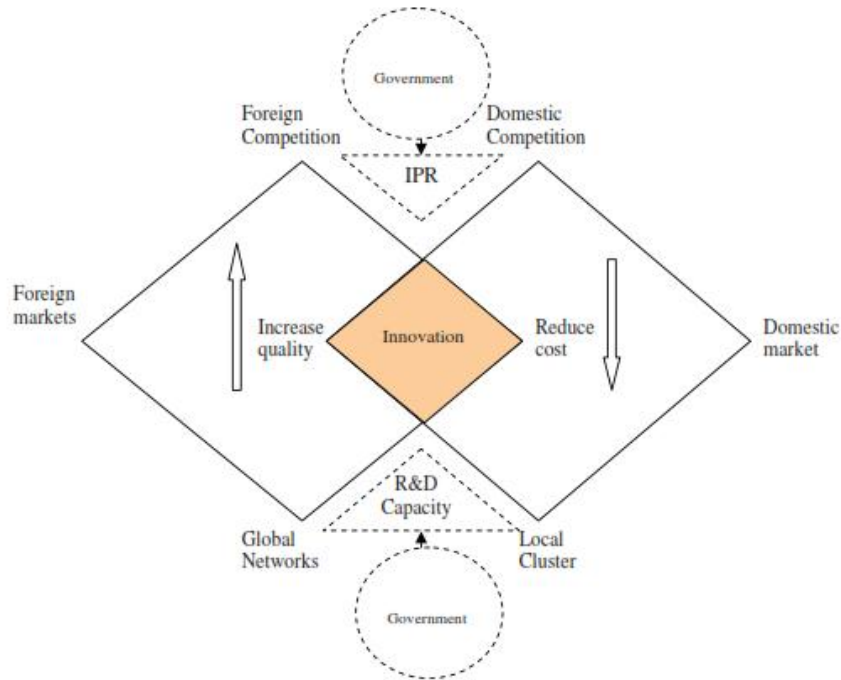 Government
Foreign
Competition
Domestic
Competition
IPR
Foreign
markets
Increase
quality
Innovation
Reduce
cost
Domestic
market
R&D
Capacity
Global
Networks
Local
Cluster
Government